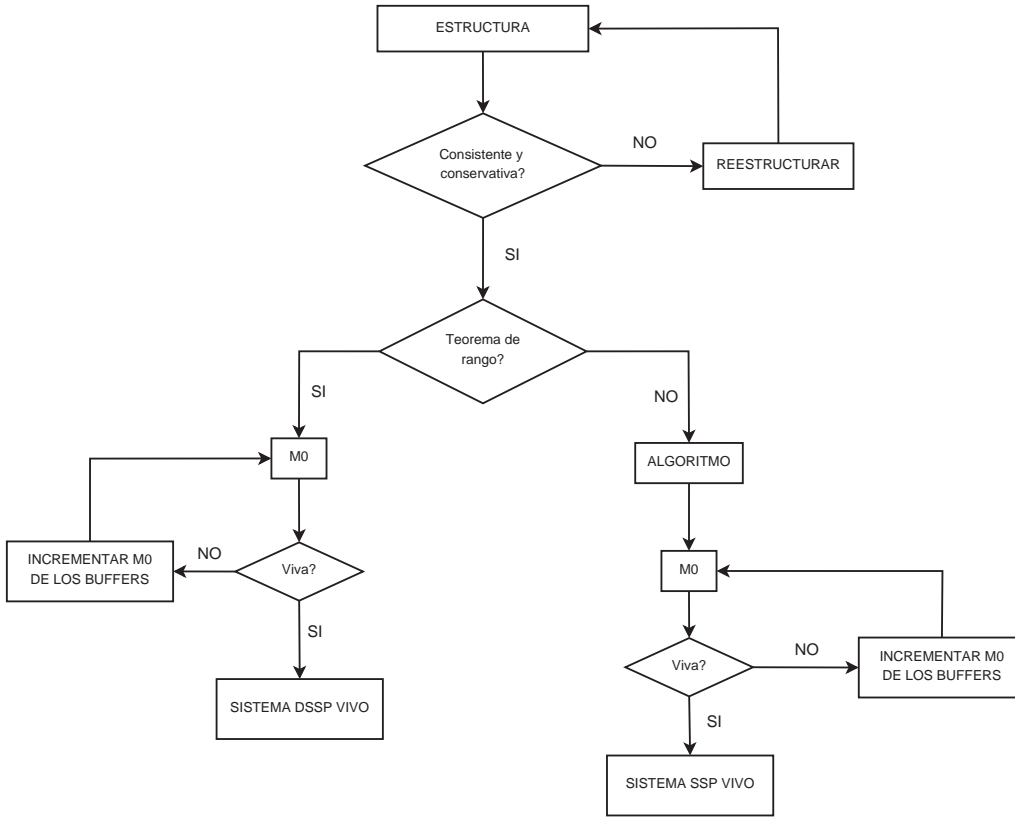 ESTRUCTURA
Consistente y
conservativa?
NO
REESTRUCTURAR
SI
Teorema de
rango?
SI
NO
M0
ALGORITMO
INCREMENTAR M0
DE LOS BUFFERS
NO
Viva?
SI
SISTEMA DSSP VIVO
M0
Viva?
NO
INCREMENTAR M0
DE LOS BUFFERS
SI
SISTEMA SSP VIVO